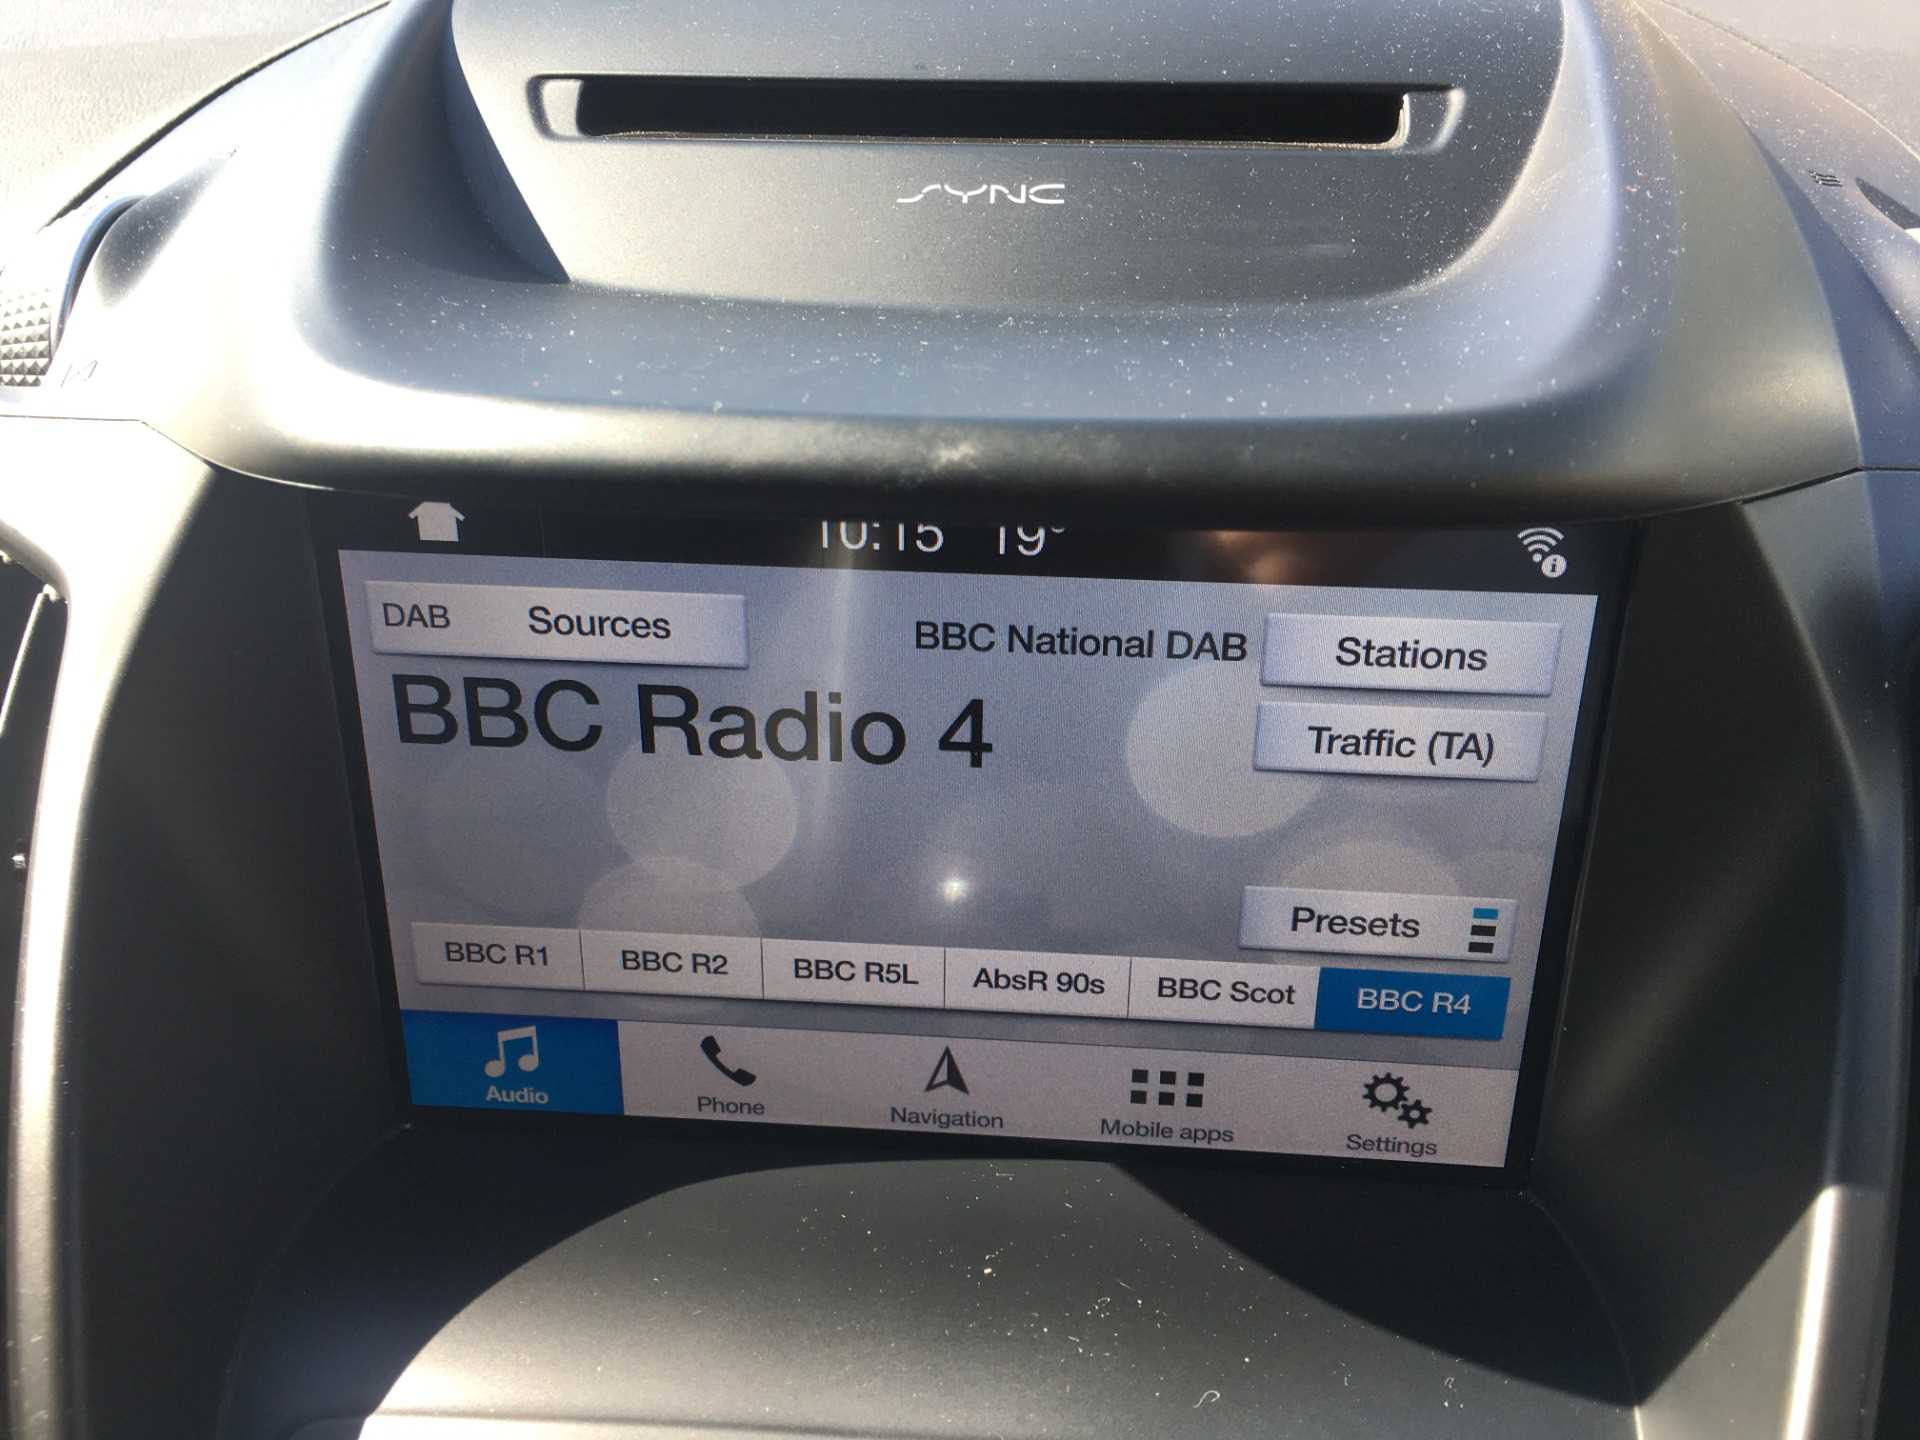 SYNC
10:15 19°
DAB Sources
BBC National DAB
Stations
BBC Radio 4
Traffic (TA)
Presets
BBC R1
BBC R2
BBC R5L
AbsR 90s
BBC Scot
BBC R4
Audio
Phone
Navigation
Mobile apps
Settings